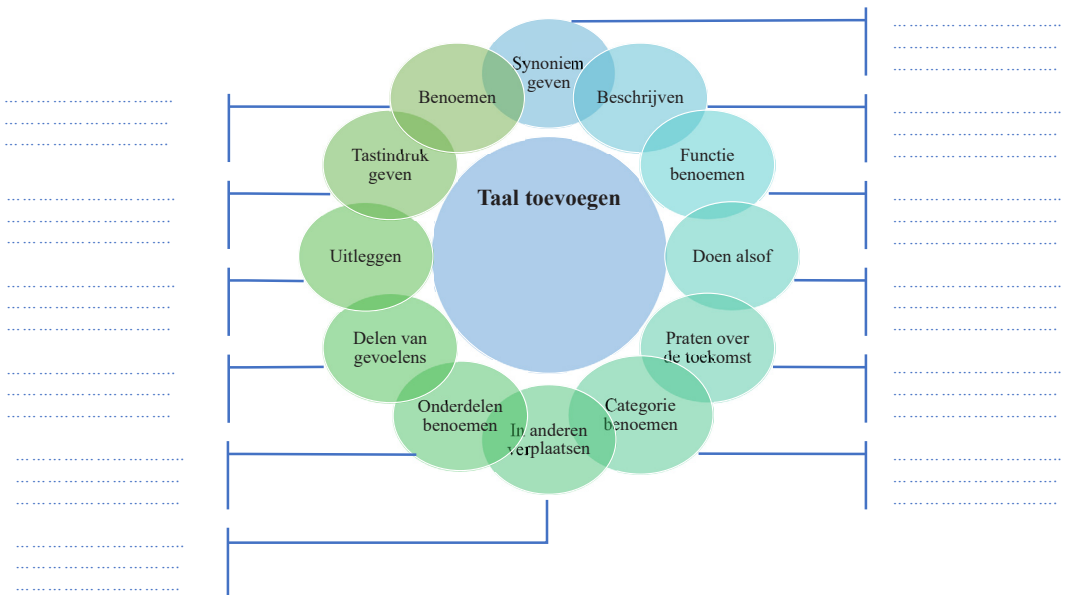 Synoniem
geven
Benoemen
Beschrijven
Tastindruk
geven
Functie
benoemen
Taal toevoegen
Uitleggen
Doen alsof
Delen van
gevoelens
Praten over
de toekomst
Onderdelen
benoemen
Categorie
benoemen
In anderen
verplaatsen